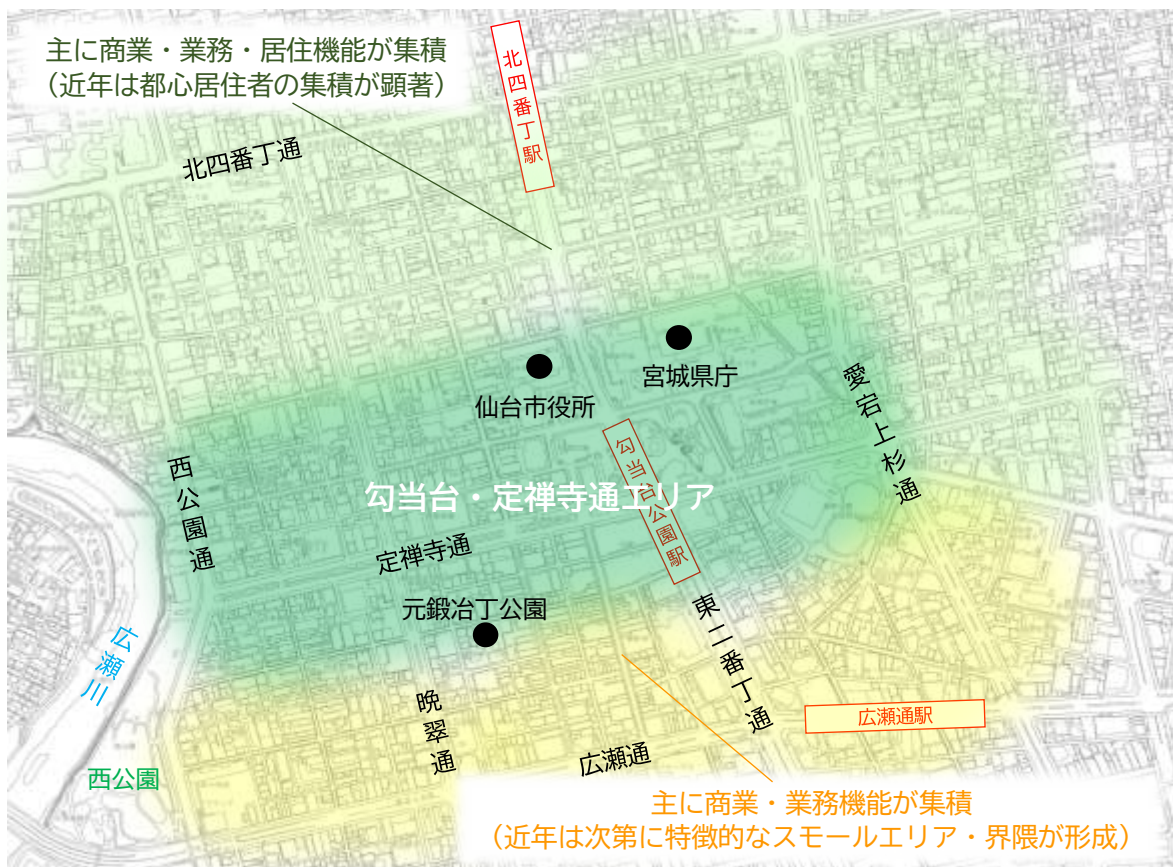 主に商業・業務・居住機能が集積
（近年は都心居住者の集積が顕著）
北四番丁駅
北四番丁通
宮城県庁
仙台市役所
愛宕上杉通
勾当台公園駅
西公園通
勾当台・定禅寺通エリア
定禅寺通
元鍛冶丁公園
東二番丁通
広瀬川
晩翠通
広瀬通駅
広瀬通
西公園
主に商業・業務機能が集積
（近年は次第に特徴的なスモールエリア・界隈が形成）